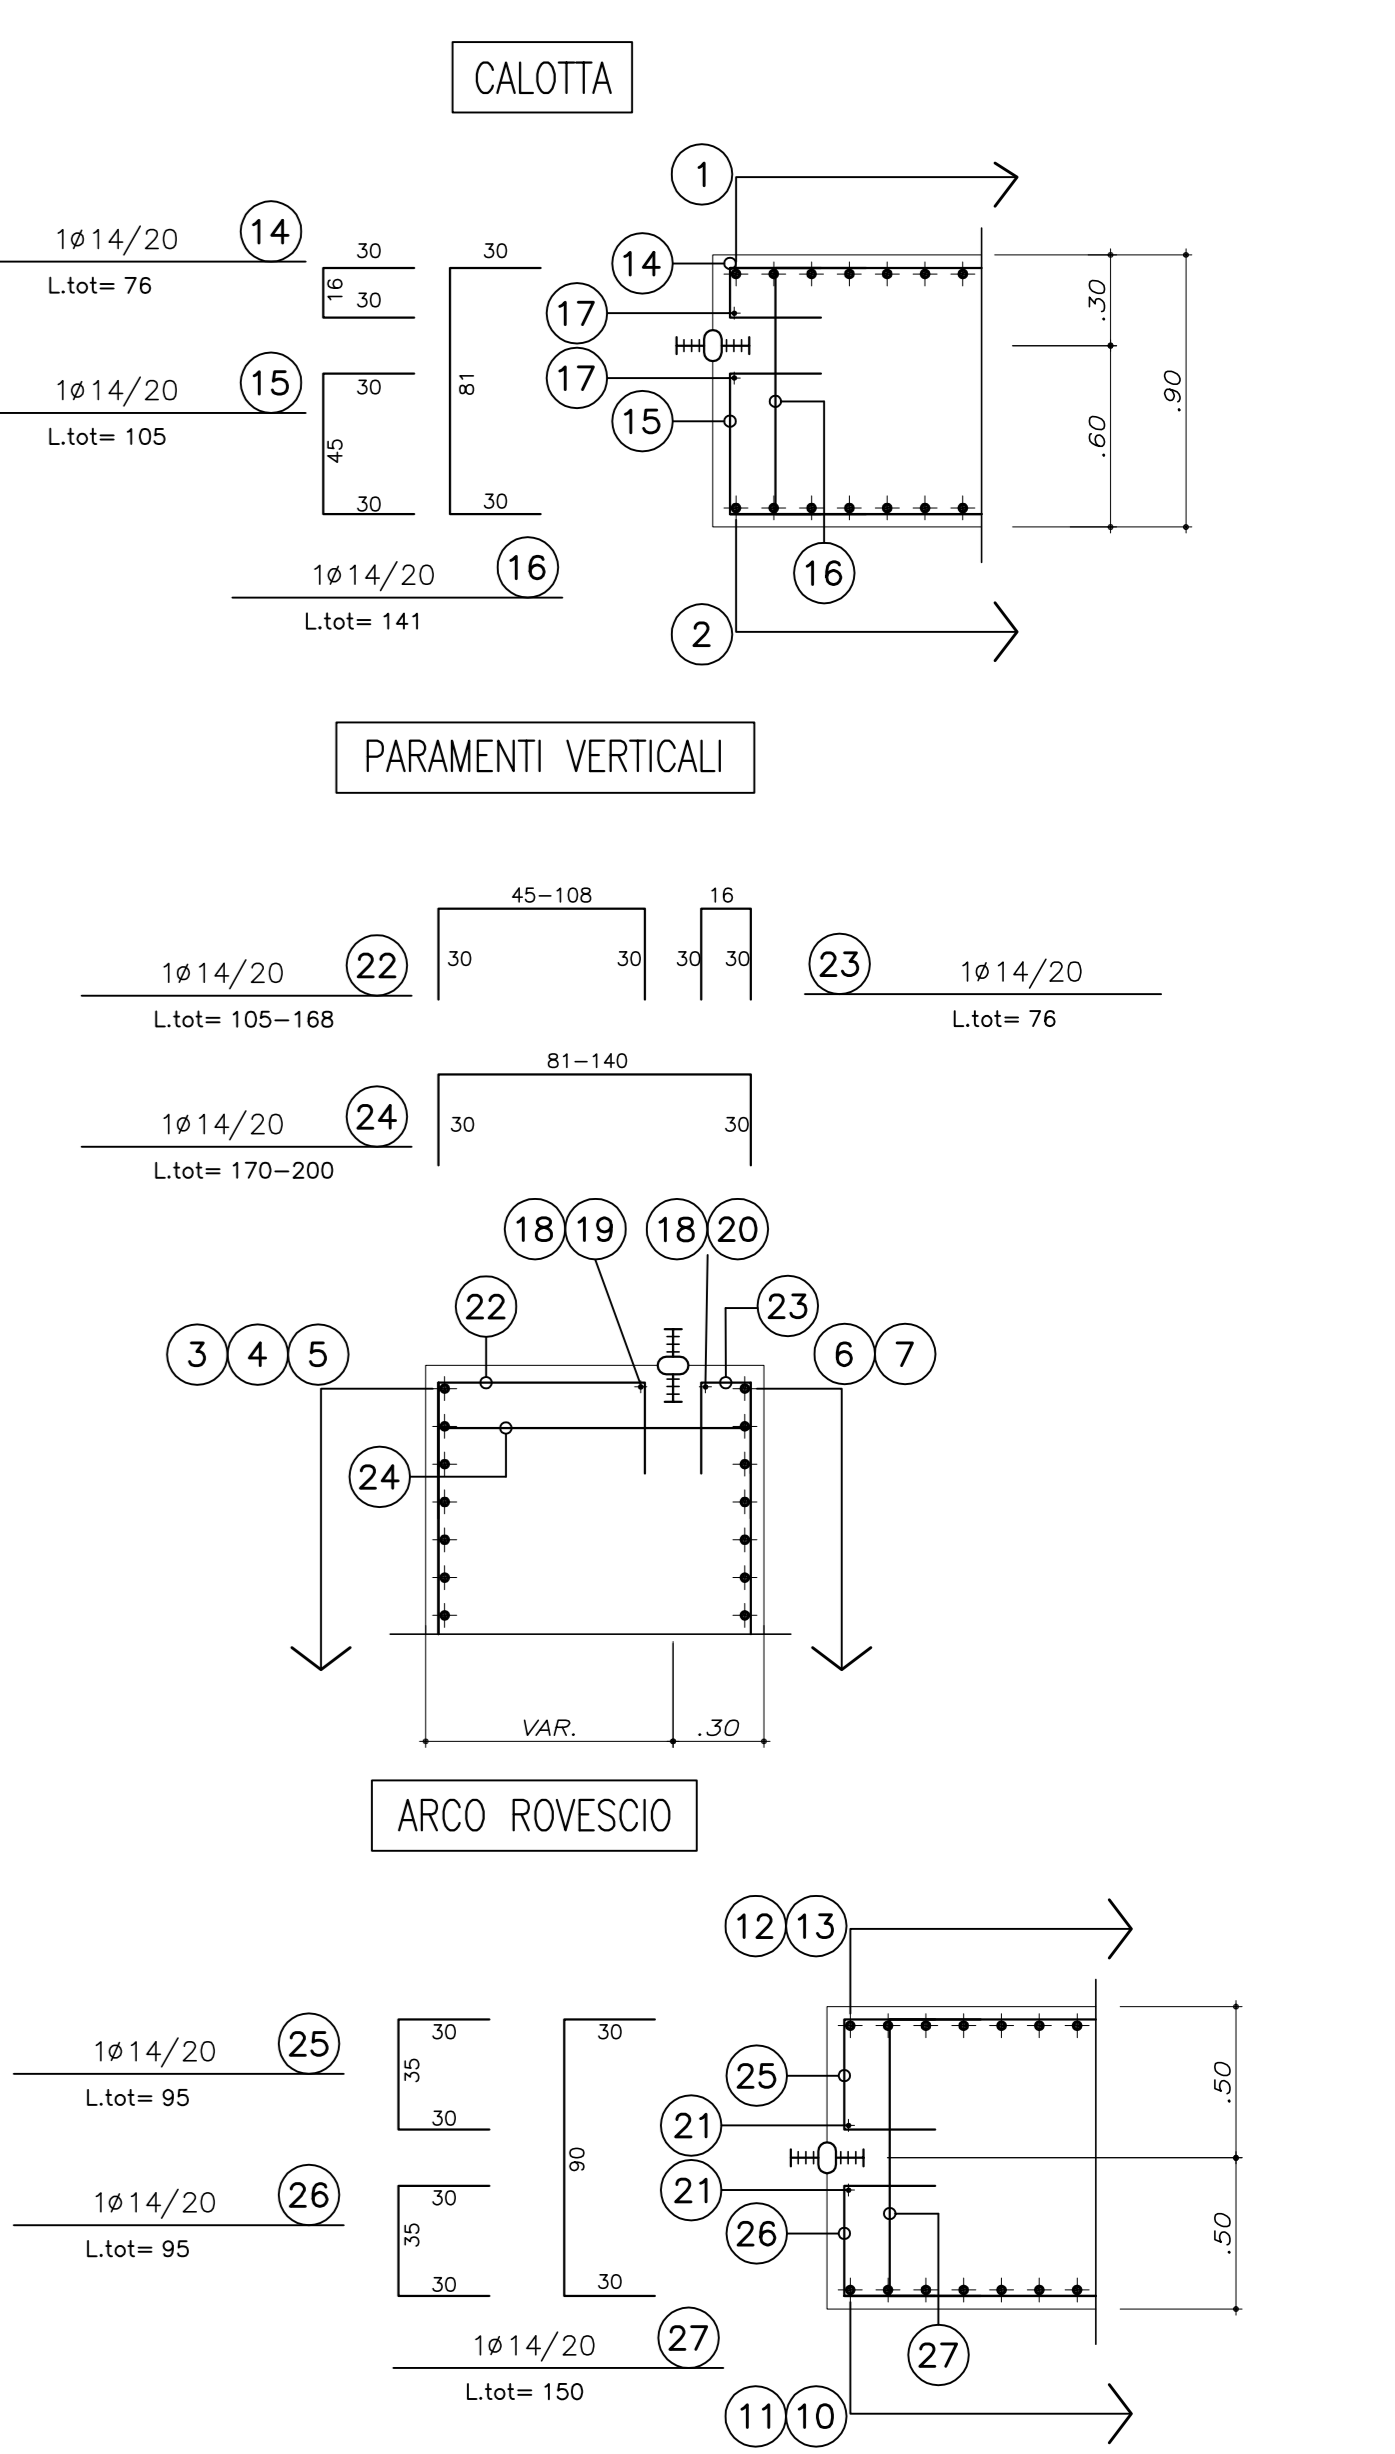 CALOTTA
1
1ø14/20 14
L.tot= 76
30
16
30
30
14
17
.30
.90
1ø14/20 15
L.tot= 105
30
45
30
81
30
17
15
.60
1ø14/20 16
L.tot= 141
16
2
PARAMENTI VERTICALI
45-108
16
1ø14/20 22
L.tot= 105-168
30 30
30 30
23 1ø14/20
L.tot= 76
81-140
1ø14/20 24
L.tot= 170-200
30 30
18 19 18 20
22 23
3 4 5 6 7
24
VAR. .30
ARCO ROVESCIO
12 13
1ø14/20 25
L.tot= 95
30
35
30
30
25
21
.50
1ø14/20 26
L.tot= 95
30
35
30
90
30
21
26
.50
1ø14/20 27
L.tot= 150
27
11 10